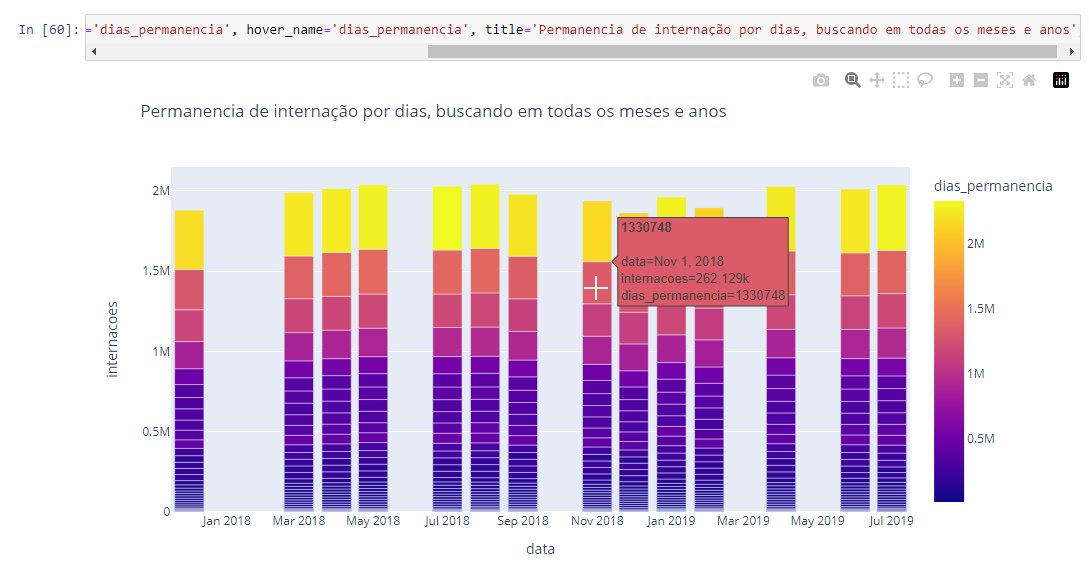 In [60]: ='dias_permanencia', hover_name='dias_permanencia', title='Permanencia de internação por dias, buscando em todas os meses e anos'
Permanencia de internação por dias, buscando em todas os meses e anos
dias_permanencia
2M
1.5M
1M
0.5M
0
internacoes
1330748
data=Nov 1, 2018
internacoes=262.129k
dias_permanencia=1330748
2M
1.5M
1M
0.5M
Jan 2018 Mar 2018 May 2018 Jul 2018 Sep 2018 Nov 2018 Jan 2019 Mar 2019 May 2019 Jul 2019
data